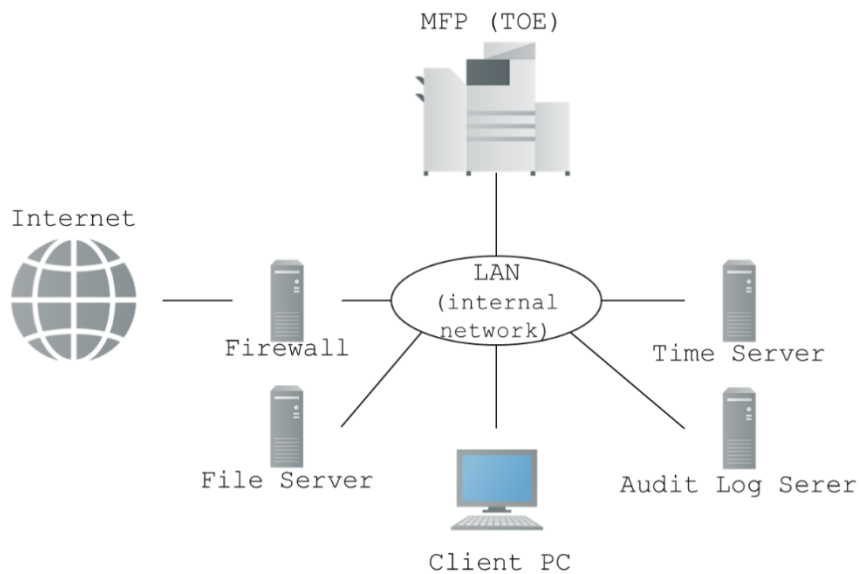 MFP (TOE)
Internet
LAN
(internal
network)
Firewall
Time Server
File Server
Audit Log Serer
Client PC